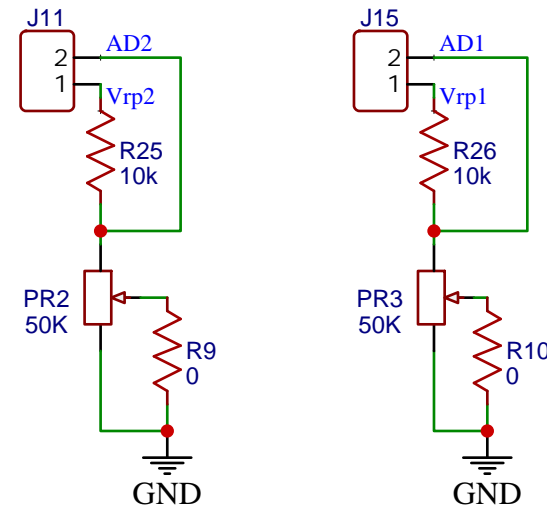 J11
2
AD2
1
Vrp2
R25
10k
PR2
50K
R9
0
GND
J15
2
AD1
1
Vrp1
R26
10k
PR3
50K
R10
0
GND